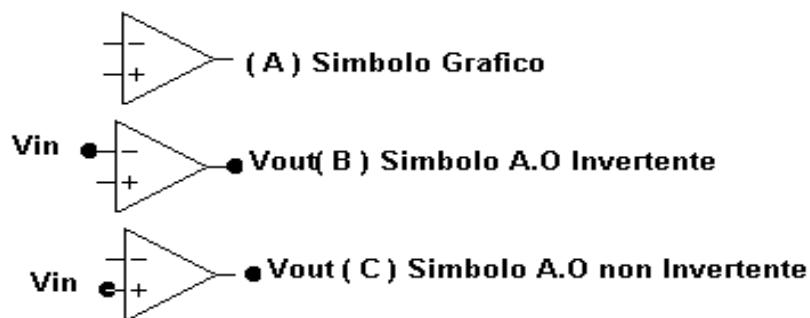 - + ( A ) Simbolo Grafico
Vin - + Vout( B ) Simbolo A.O Invertente
Vin - + Vout ( C ) Simbolo A.O non Invertente